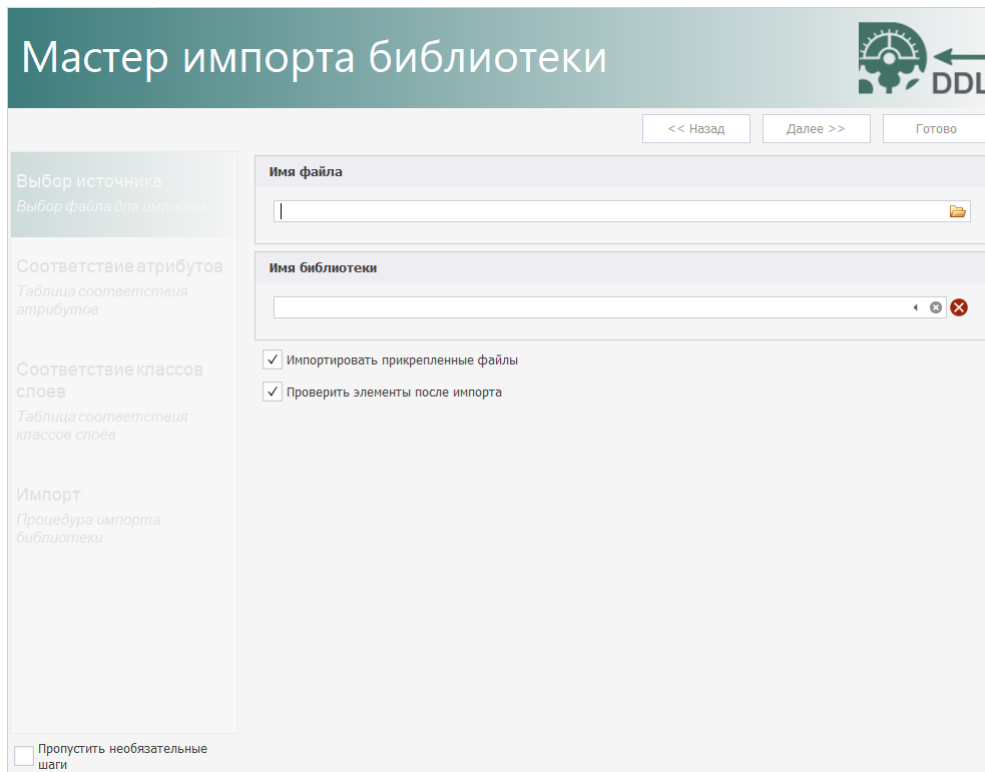 Мастер импорта библиотеки
DDL
<< Назад
Далее >>
Готово
Выбор источника
Выбор файла для импорта
Соответствие атрибутов
Таблица соответствия
атрибутов
Соответствие классов
слоев
Таблица соответствия
классов слоёв
Импорт
Процедура импорта
библиотеки
Пропустить необязательные
шаги
Имя файла
Имя библиотеки
Импортировать прикрепленные файлы
Проверить элементы после импорта